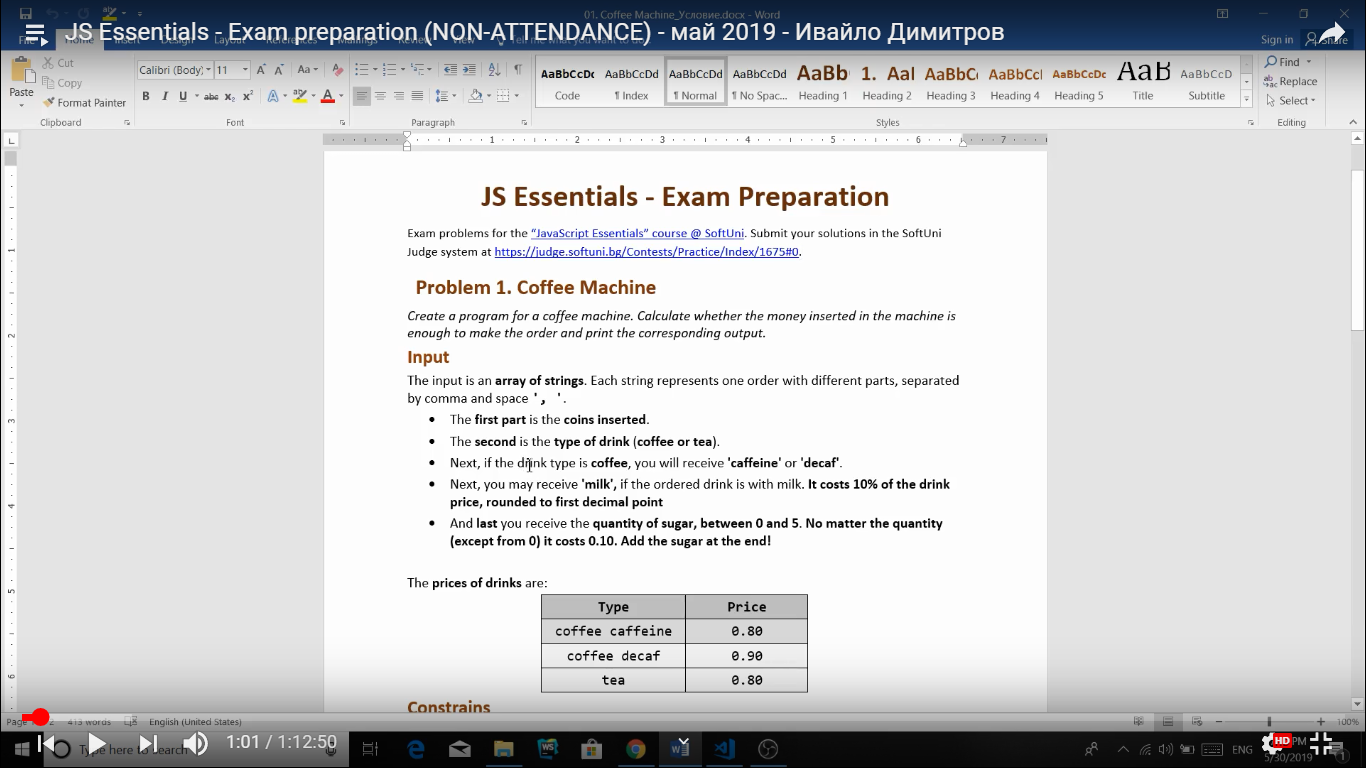 01. Coffee Machine_Условие.docx - Word
JS Essentials - Exam preparation (NON-ATTENDANCE) - май 2019 - Ивайло Димитров
File Home Insert Design Layout References Mailings Review View Tell me what you want to do... Sign in Share
Paste
Cut
Copy
Format Painter
Clipboard
Calibri (Body) 11
Font
Paragraph
AaBbCcDc AaBbCcDd AaBbCcDd AaBbCcDd AaBb 1. AaI AaBbC AaBbCc AaBbCcDc AaB AaBbCcD
Code ¶ Index ¶ Normal ¶ No Spac... Heading 1 Heading 2 Heading 3 Heading 4 Heading 5 Title Subtitle
Styles
Find
Replace
Select
Editing
JS Essentials - Exam Preparation
Exam problems for the “JavaScript Essentials” course @ SoftUni. Submit your solutions in the SoftUni
Judge system at https://judge.softuni.bg/Contests/Practice/Index/1675#0.
Problem 1. Coffee Machine
Create a program for a coffee machine. Calculate whether the money inserted in the machine is
enough to make the order and print the corresponding output.
Input
The input is an array of strings. Each string represents one order with different parts, separated
by comma and space ', '.
• The first part is the coins inserted.
• The second is the type of drink (coffee or tea).
• Next, if the drink type is coffee, you will receive 'caffeine' or 'decaf'.
• Next, you may receive 'milk', if the ordered drink is with milk. It costs 10% of the drink
price, rounded to first decimal point
• And last you receive the quantity of sugar, between 0 and 5. No matter the quantity
(except from 0) it costs 0.10. Add the sugar at the end!
The prices of drinks are:
Type Price
coffee caffeine 0.80
coffee decaf 0.90
tea 0.80
Constrains
Page 413 words English (United States) 100%
Type here to search
1:01 / 1:12:50
HD
ENG
PM
5/30/2019